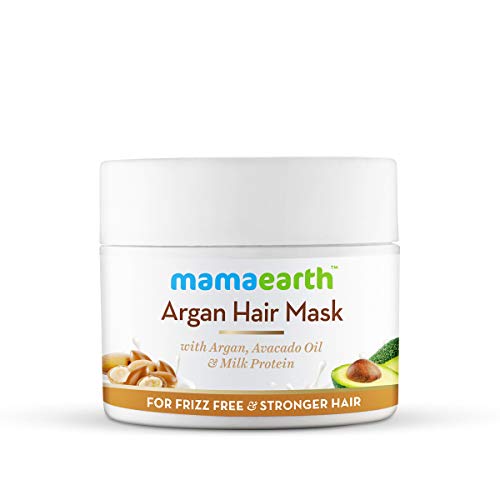 mamaearth™
Argan Hair Mask
with Argan, Avacado Oil
& Milk Protein
FOR FRIZZ FREE & STRONGER HAIR